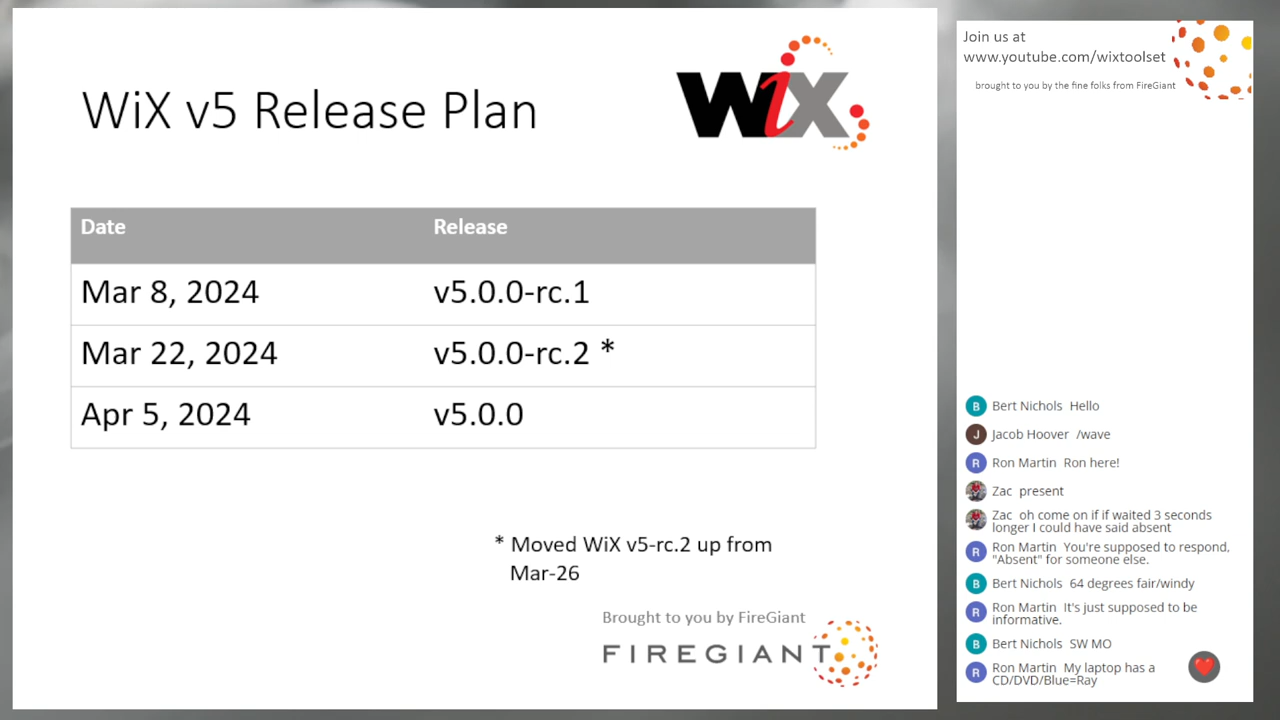 WiX v5 Release Plan
WiX
Date Release
Mar 8, 2024 v5.0.0-rc.1
Mar 22, 2024 v5.0.0-rc.2 *
Apr 5, 2024 v5.0.0
* Moved WiX v5-rc.2 up from
Mar-26
Brought to you by FireGiant
FIREGIANT
Join us at
www.youtube.com/wixtoolset
brought to you by the fine folks from FireGiant
B Bert Nichols Hello
J Jacob Hoover /wave
R Ron Martin Ron here!
Zac present
Zac oh come on if if waited 3 seconds
longer I could have said absent
R Ron Martin You're supposed to respond,
"Absent" for someone else.
B Bert Nichols 64 degrees fair/windy
R Ron Martin It's just supposed to be
informative.
B Bert Nichols SW MO
R Ron Martin My laptop has a
CD/DVD/Blue=Ray